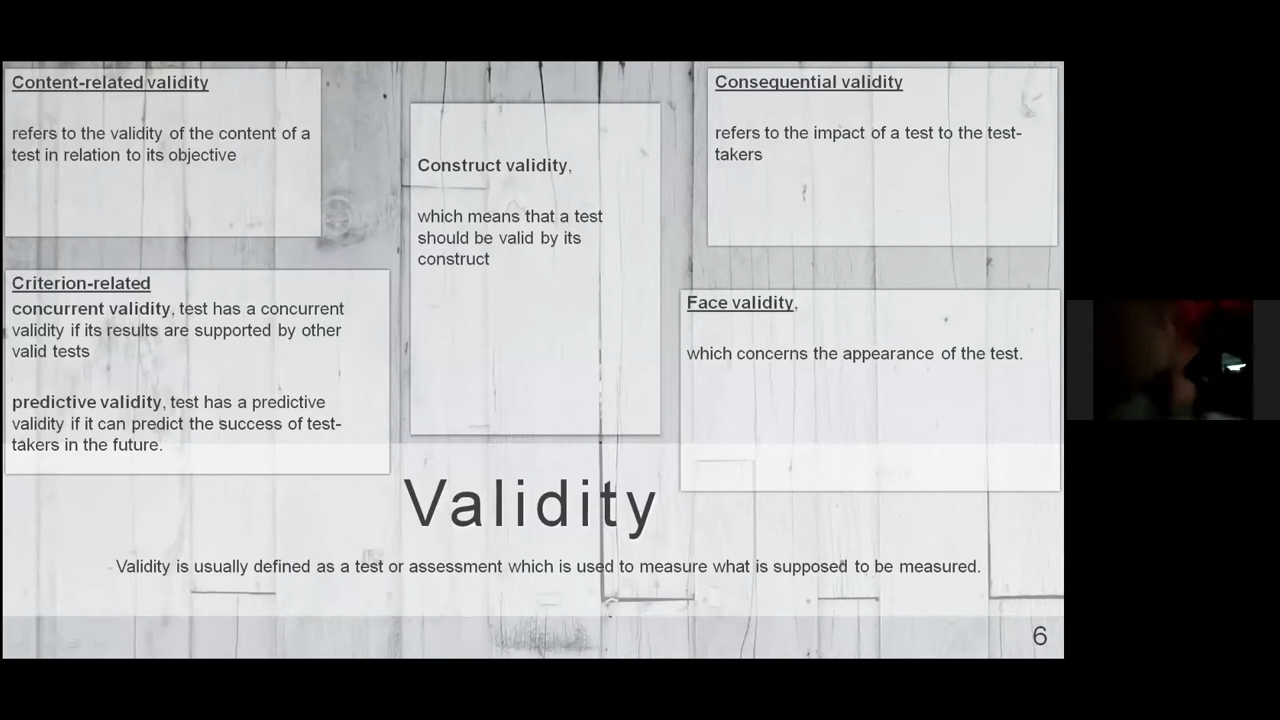 Content-related validity
refers to the validity of the content of a
test in relation to its objective
Criterion-related
concurrent validity, test has a concurrent
validity if its results are supported by other
valid tests
predictive validity, test has a predictive
validity if it can predict the success of test-
takers in the future.
Construct validity,
which means that a test
should be valid by its
construct
Consequential validity
refers to the impact of a test to the test-
takers
Face validity,
which concerns the appearance of the test.
Validity
Validity is usually defined as a test or assessment which is used to measure what is supposed to be measured.
6